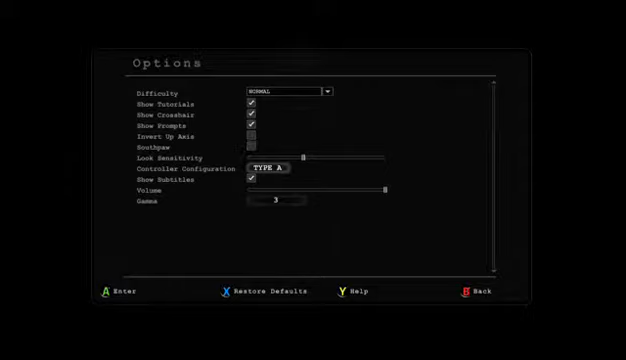 Options
Difficulty NORMAL
Show Tutorials
Show Crosshair
Show Prompts
Invert Up Axis
Southpaw
Look Sensitivity
Controller Configuration TYPE A
Show Subtitles
Volume
Gamma 3
A Enter X Restore Defaults Y Help B Back